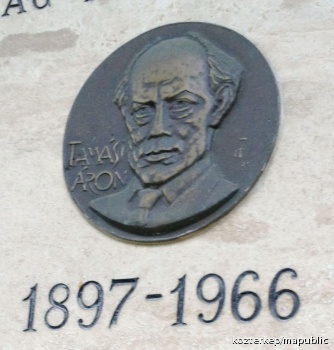 TAMÁSI
ÁRON
1897-1966
kozterkep/mapublic